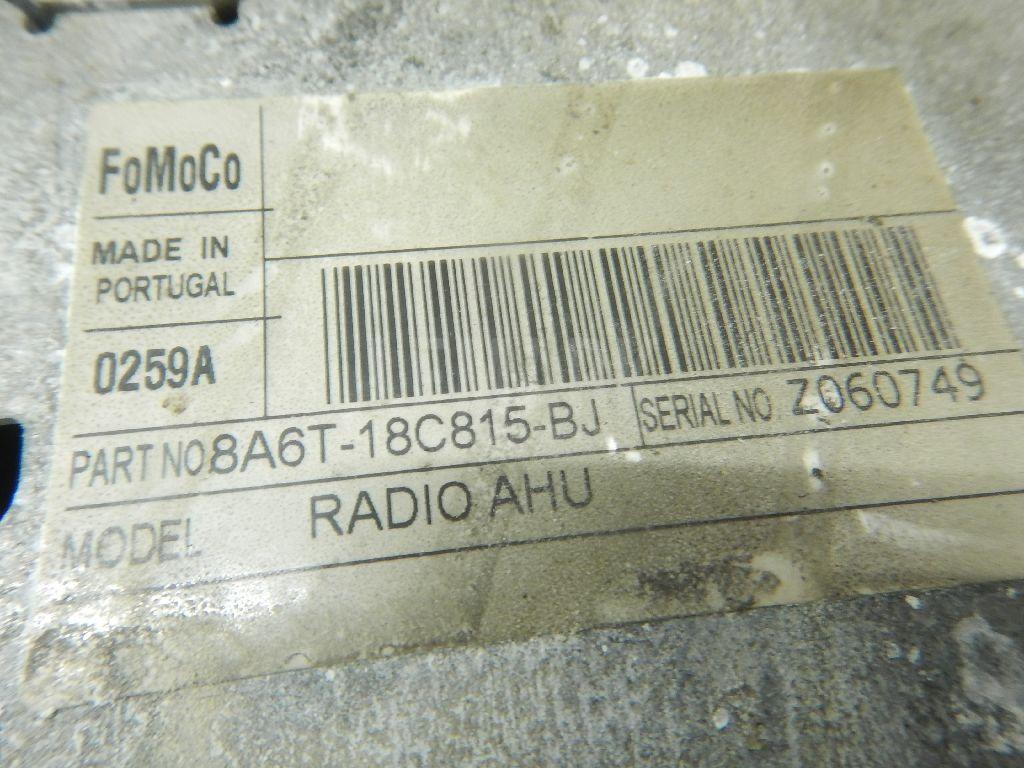 FoMoCo
MADE IN
PORTUGAL
0259A
PART NO.8A6T-18C815-BJ
SERIAL NO Z060749
MODEL RADIO AHU